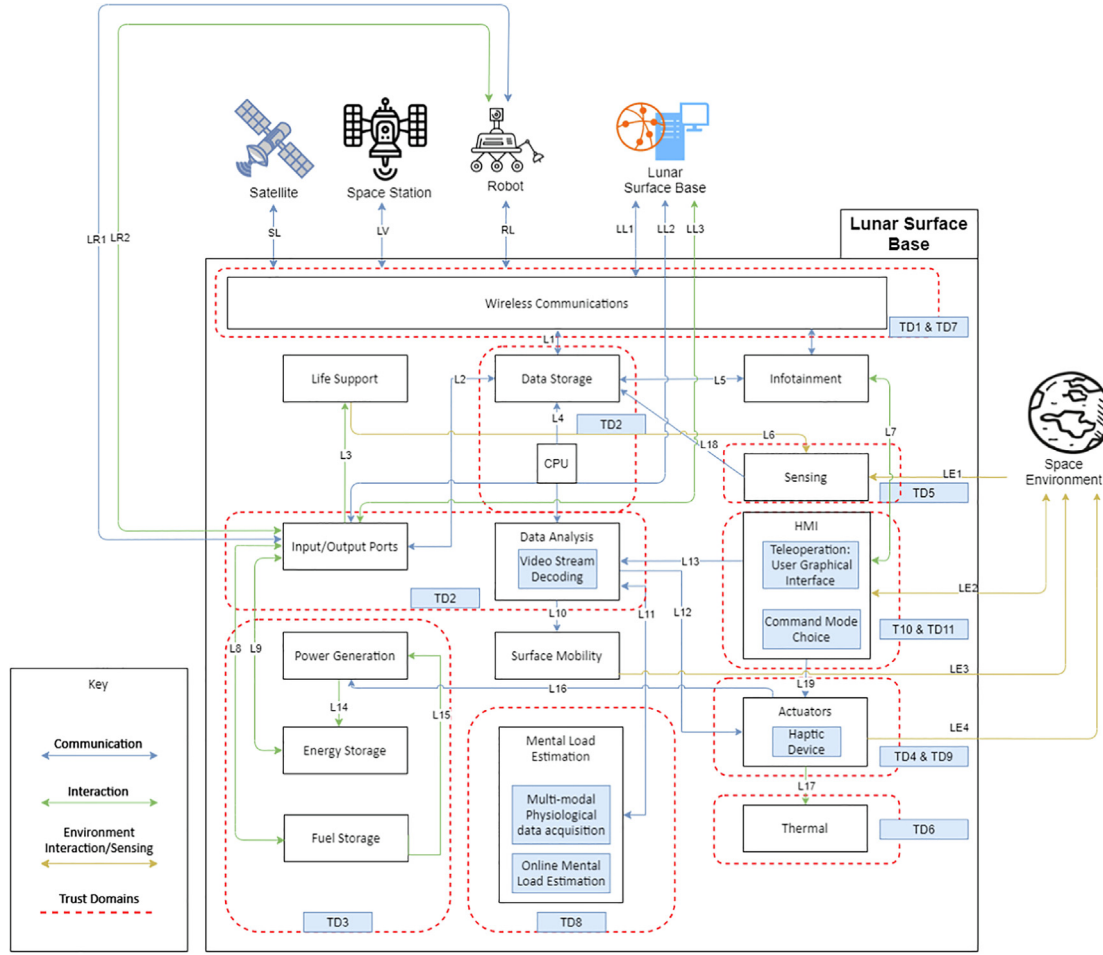 Satellite
Space Station
Robot
Lunar
Surface Base
LR1
LR2
SL
LV
RL
LL1
LL2
LL3
Lunar Surface
Base
Wireless Communications
TD1 & TD7
L1
Life Support
L2
Data Storage
L5
Infotainment
L4
TD2
L3
L6
L7
L18
CPU
Sensing
LE1
TD5
Space
Environment
Input/Output Ports
Data Analysis
Video Stream
Decoding
TD2
HMI
Teleoperation:
User Graphical
Interface
Command Mode
Choice
L13
LE2
T10 & TD11
L10
L11
L12
L8
L9
Power Generation
Surface Mobility
LE3
L16
L19
L14
L15
Energy Storage
Fuel Storage
TD3
Mental Load
Estimation
Multi-modal
Physiological
data acquisition
Online Mental
Load Estimation
TD8
Actuators
Haptic
Device
LE4
TD4 & TD9
L17
Thermal
TD6
Key
Communication
Interaction
Environment
Interaction/Sensing
Trust Domains